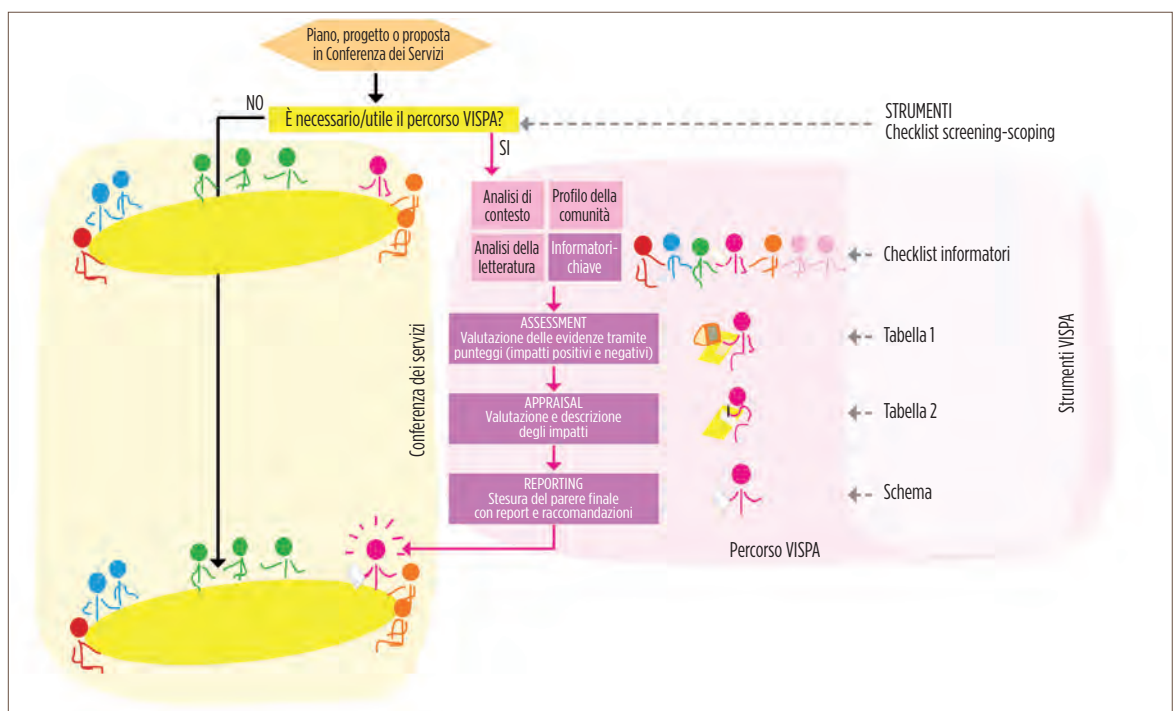 Piano, progetto o proposta
in Conferenza dei Servizi
NO
È necessario/utile il percorso VISPA?
SI
STRUMENTI
Checklist screening-scoping
Analisi di
contesto
Profilo della
comunità
Analisi della
letteratura
Informatori-
chiave
Checklist informatori
Conferenza dei servizi
ASSESSMENT
Valutazione delle evidenze tramite
punteggi (impatti positivi e negativi)
Tabella 1
Strumenti VISPA
APPRAISAL
Valutazione e descrizione
degli impatti
Tabella 2
REPORTING
Stesura del parere finale
con report e raccomandazioni
Schema
Percorso VISPA